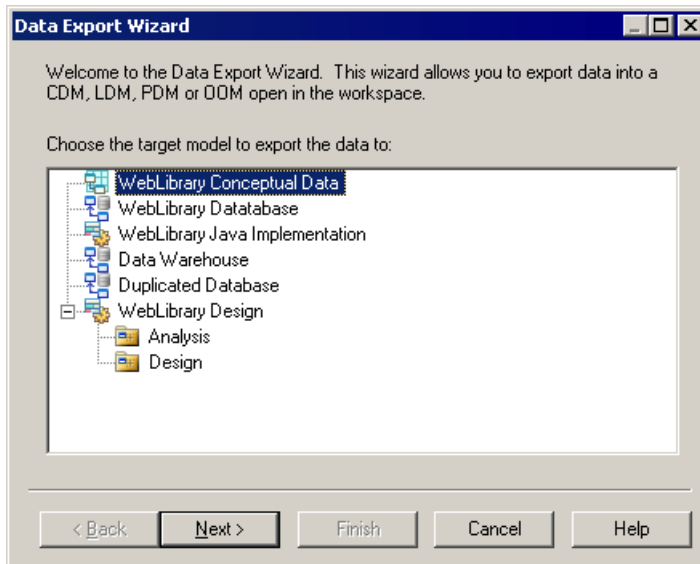 Data Export Wizard
Welcome to the Data Export Wizard. This wizard allows you to export data into a
CDM, LDM, PDM or OOM open in the workspace.
Choose the target model to export the data to:
WebLibrary Conceptual Data
WebLibrary Datatabase
WebLibrary Java Implementation
Data Warehouse
Duplicated Database
WebLibrary Design
Analysis
Design
< Back Next > Finish Cancel Help